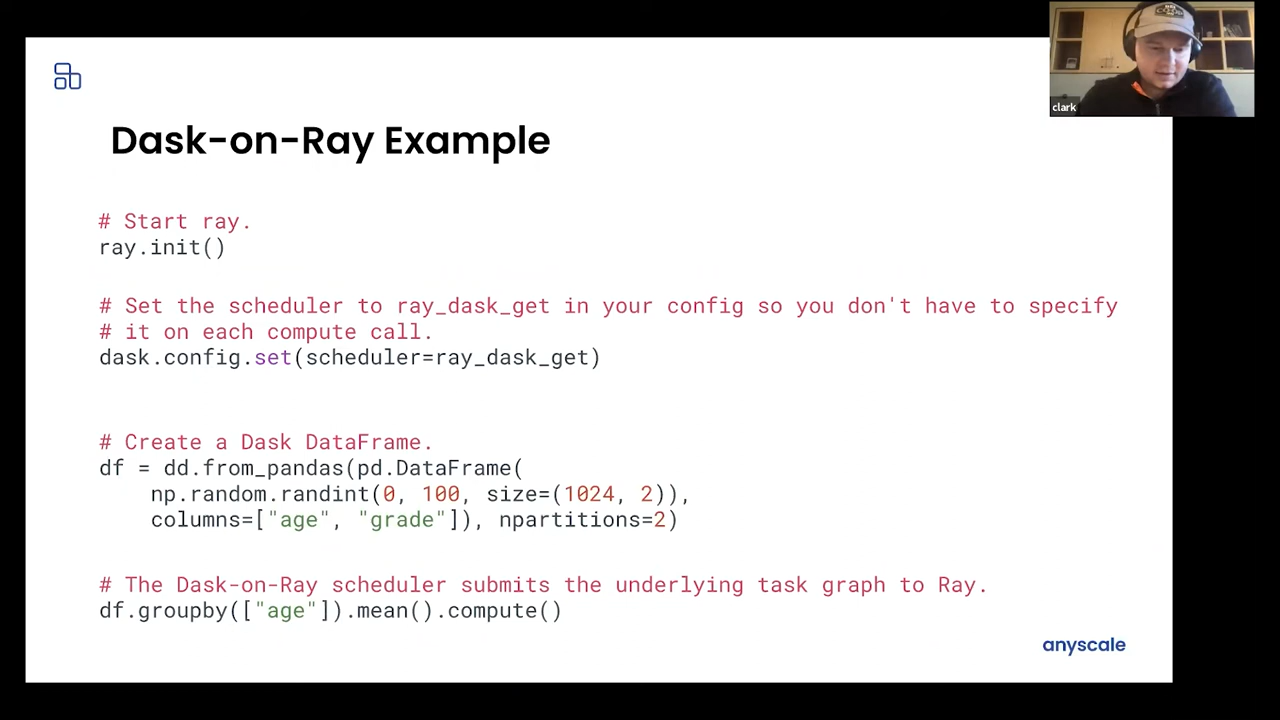 clark
Dask-on-Ray Example
# Start ray.
ray.init()
# Set the scheduler to ray_dask_get in your config so you don't have to specify
# it on each compute call.
dask.config.set(scheduler=ray_dask_get)
# Create a Dask DataFrame.
df = dd.from_pandas(pd.DataFrame(
    np.random.randint(0, 100, size=(1024, 2)),
    columns=["age", "grade"]), npartitions=2)
# The Dask-on-Ray scheduler submits the underlying task graph to Ray.
df.groupby(["age"]).mean().compute()
anyscale